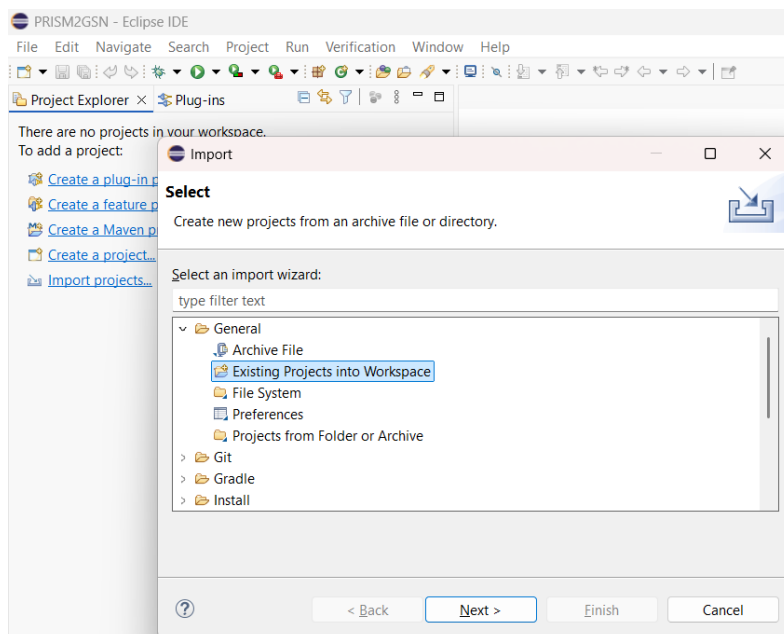 PRISM2GSN - Eclipse IDE
File Edit Navigate Search Project Run Verification Window Help
Project Explorer Plug-ins
There are no projects in your workspace.
To add a project:
Create a plug-in p
Create a feature p
Create a Maven p
Create a project...
Import projects...
Import
Select
Create new projects from an archive file or directory.
Select an import wizard:
type filter text
General
Archive File
Existing Projects into Workspace
File System
Preferences
Projects from Folder or Archive
Git
Gradle
Install
< Back Next > Finish Cancel